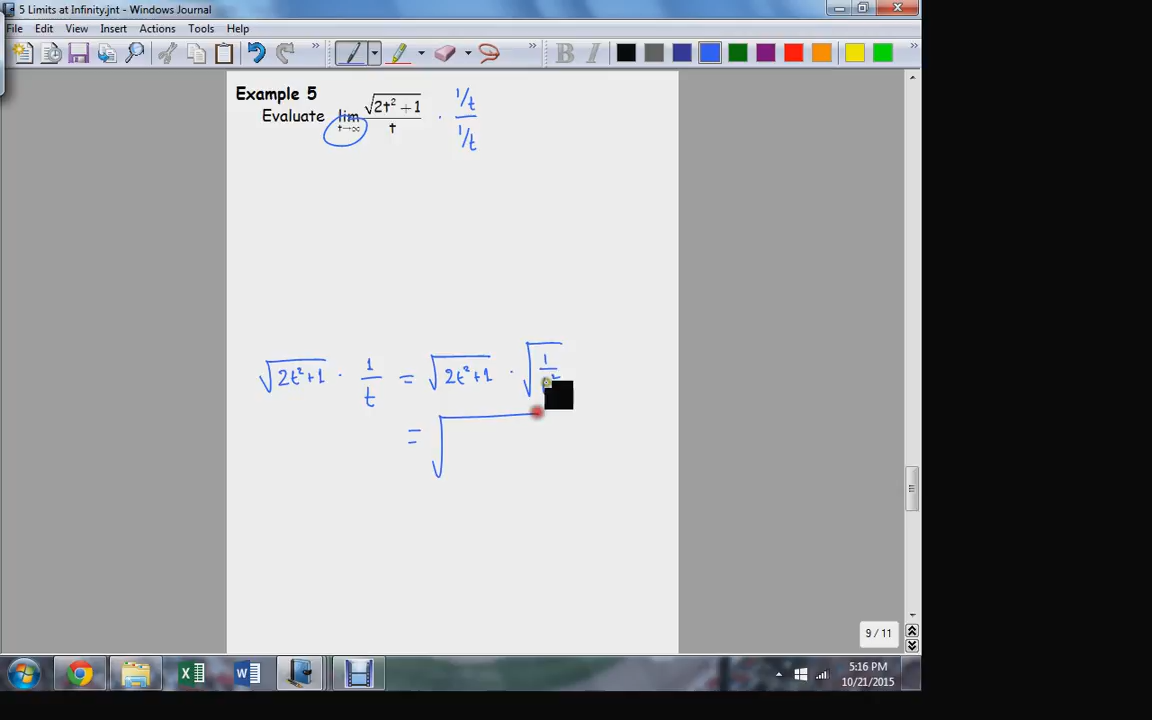 5 Limits at Infinity.jnt - Windows Journal
File Edit View Insert Actions Tools Help
Example 5
Evaluate lim t→∞ √(2t² + 1) / t · (1/t) / (1/t)
√(2t²+1) · 1/t = √(2t²+1) · √(1/t²)
= √
9 / 11
5:16 PM
10/21/2015